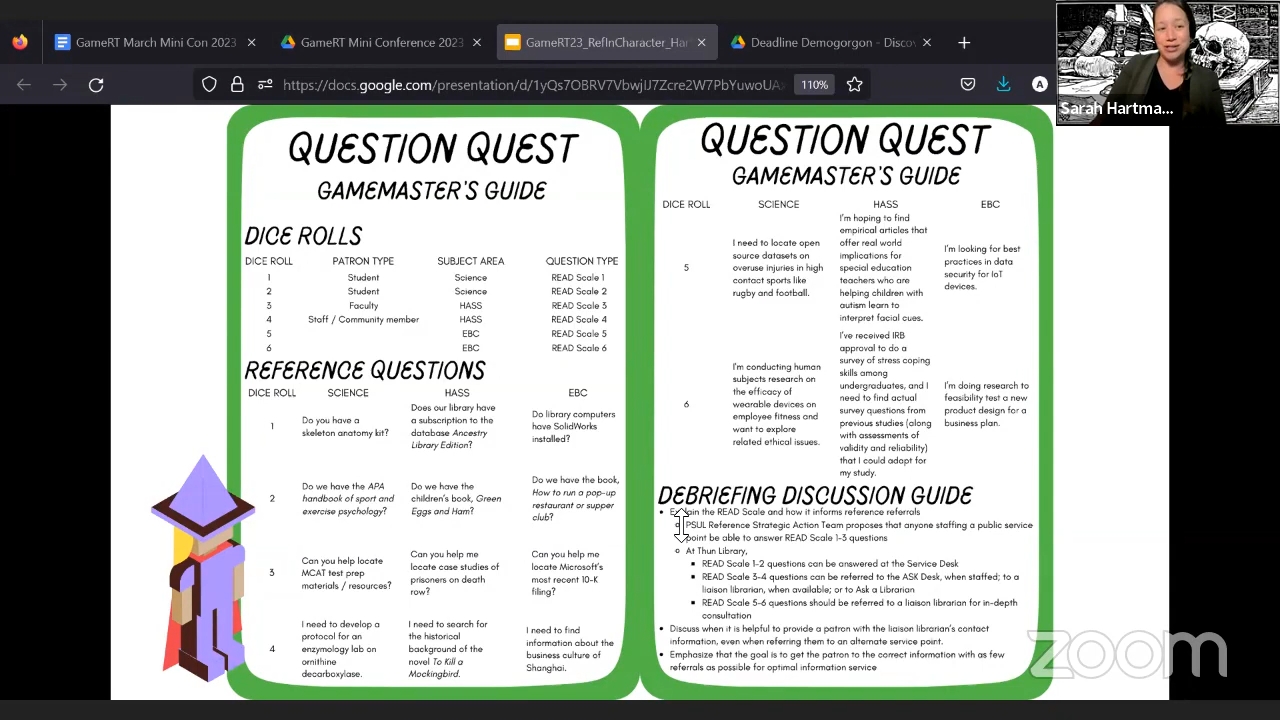 GameRT March Mini Con 2023
GameRT Mini Conference 2023
GameRT23_RefInCharacter_Har
Deadline Demogorgon - Disco
https://docs.google.com/presentation/d/1yQs7OBRV7VbwjlJ7Zcre2W7PbYuwoUA
110%
A
Sarah Hartma...
QUESTION QUEST
GAMEMASTER'S GUIDE
DICE ROLLS
DICE ROLL PATRON TYPE SUBJECT AREA QUESTION TYPE
1 Student Science READ Scale 1
2 Student Science READ Scale 2
3 Faculty HASS READ Scale 3
4 Staff / Community member HASS READ Scale 4
5 EBC READ Scale 5
6 EBC READ Scale 6
REFERENCE QUESTIONS
DICE ROLL SCIENCE HASS EBC
1
Do you have a
skeleton anatomy kit?
Does our library have
a subscription to the
database Ancestry
Library Edition?
Do library computers
have SolidWorks
installed?
2
Do we have the APA
handbook of sport and
exercise psychology?
Do we have the
children's book, Green
Eggs and Ham?
Do we have the book,
How to run a pop-up
restaurant or supper
club?
3
Can you help locate
MCAT test prep
materials / resources?
Can you help me
locate case studies of
prisoners on death
row?
Can you help me
locate Microsoft's
most recent 10-K
filing?
4
I need to develop a
protocol for an
enzymology lab on
ornithine
decarboxylase.
I need to search for
the historical
background of the
novel To Kill a
Mockingbird.
I need to find
information about the
business culture of
Shanghai.
QUESTION QUEST
GAMEMASTER'S GUIDE
DICE ROLL SCIENCE HASS EBC
5
I need to locate open
source datasets on
overuse injuries in high
contact sports like
rugby and football.
I'm hoping to find
empirical articles that
offer real world
implications for
special education
teachers who are
helping children with
autism learn to
interpret facial cues.
I'm looking for best
practices in data
security for IoT
devices.
6
I'm conducting human
subjects research on
the efficacy of
wearable devices on
employee fitness and
want to explore
related ethical issues.
I've received IRB
approval to do a
survey of stress coping
skills among
undergraduates, and I
need to find actual
survey questions from
previous studies (along
with assessments of
validity and reliability)
that I could adopt for
my study.
I'm doing research to
feasibility test a new
product design for a
business plan.
DEBRIEFING DISCUSSION GUIDE
the READ Scale and how it informs reference referrals
PSUL Reference Strategic Action Team proposes that anyone staffing a public service
point be able to answer READ Scale 1-3 questions
At Thun Library,
READ Scale 1-2 questions can be answered at the Service Desk
READ Scale 3-4 questions can be referred to the ASK Desk, when staffed; to a
liaison librarian, when available; or to Ask a Librarian
READ Scale 5-6 questions should be referred to a liaison librarian for in-depth
consultation
Discuss when it is helpful to provide a patron with the liaison librarian's contact
information, even when referring them to an alternate service point.
Emphasize that the goal is to get the patron to the correct information with as few
referrals as possible for optimal information service
zoom